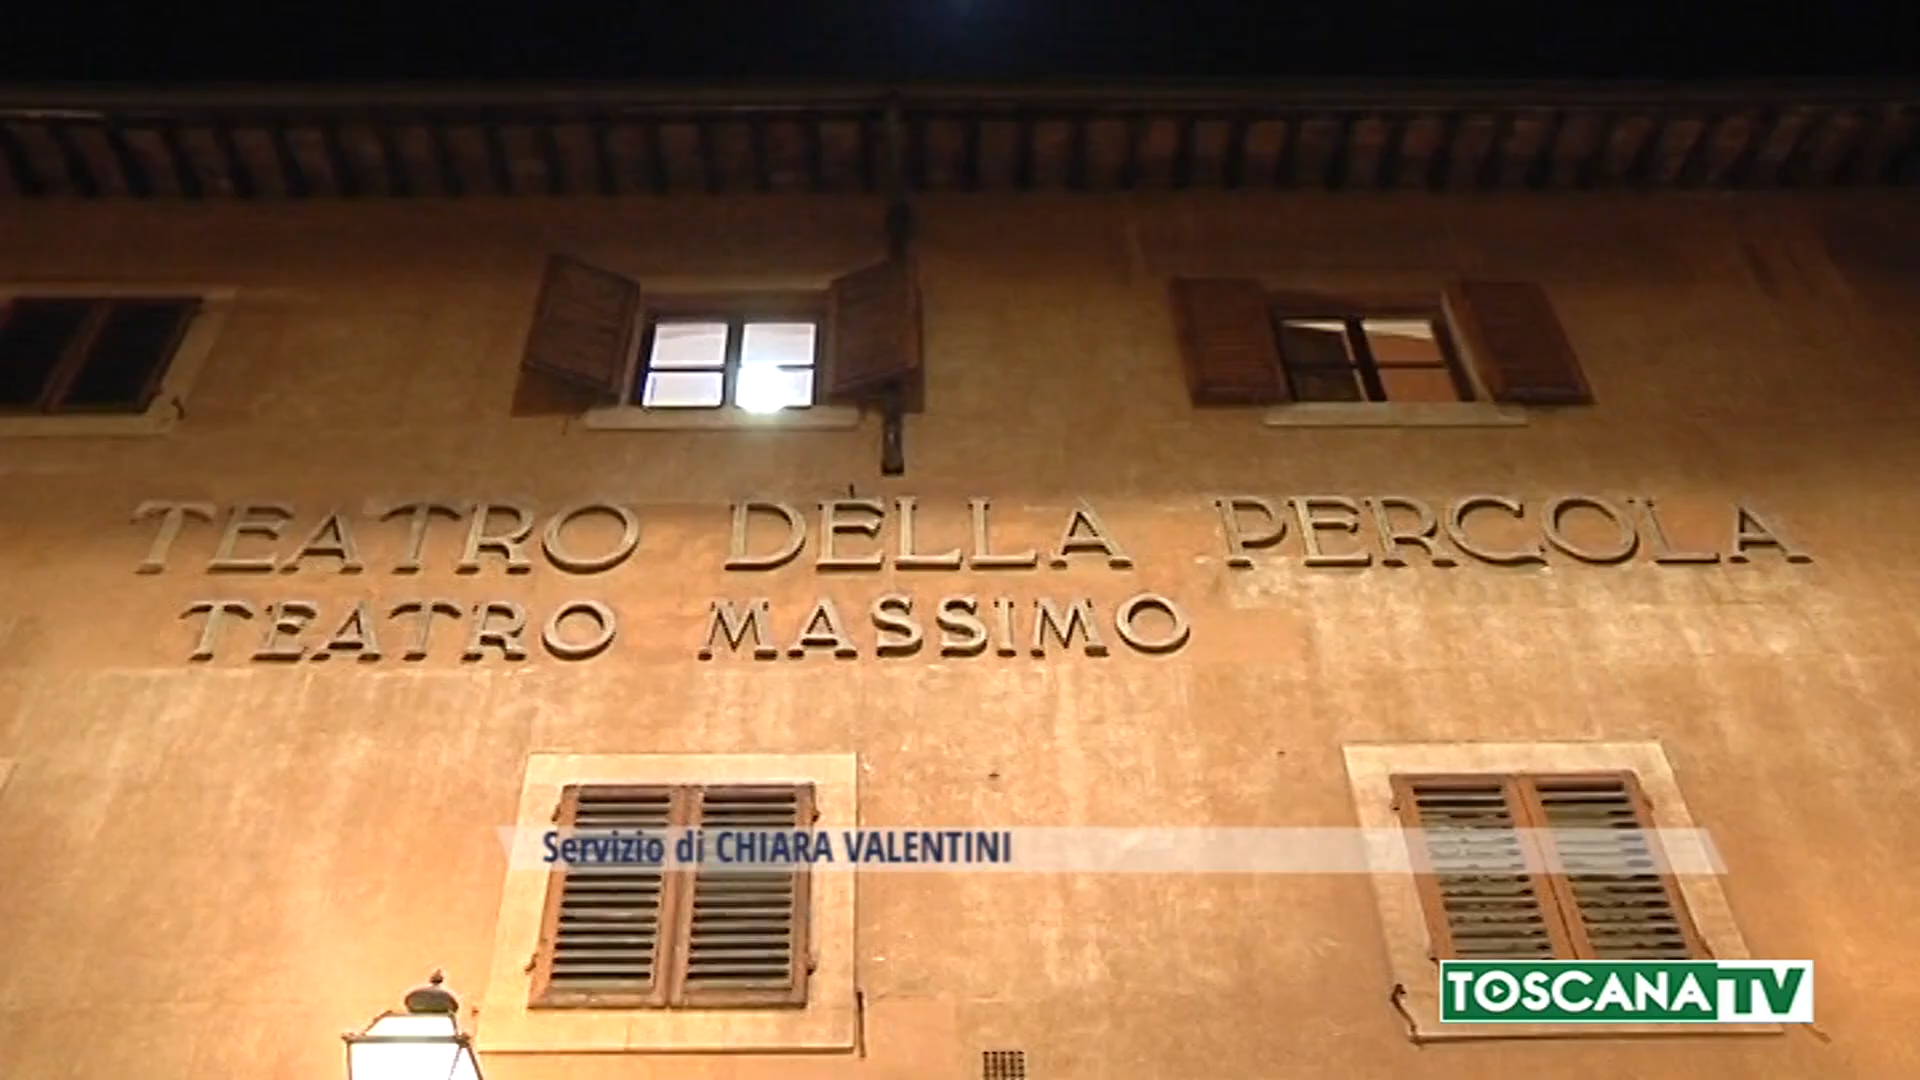 TEATRO DELLA PERGOLA
TEATRO MASSIMO
Servizio di CHIARA VALENTINI
TOSCANA TV